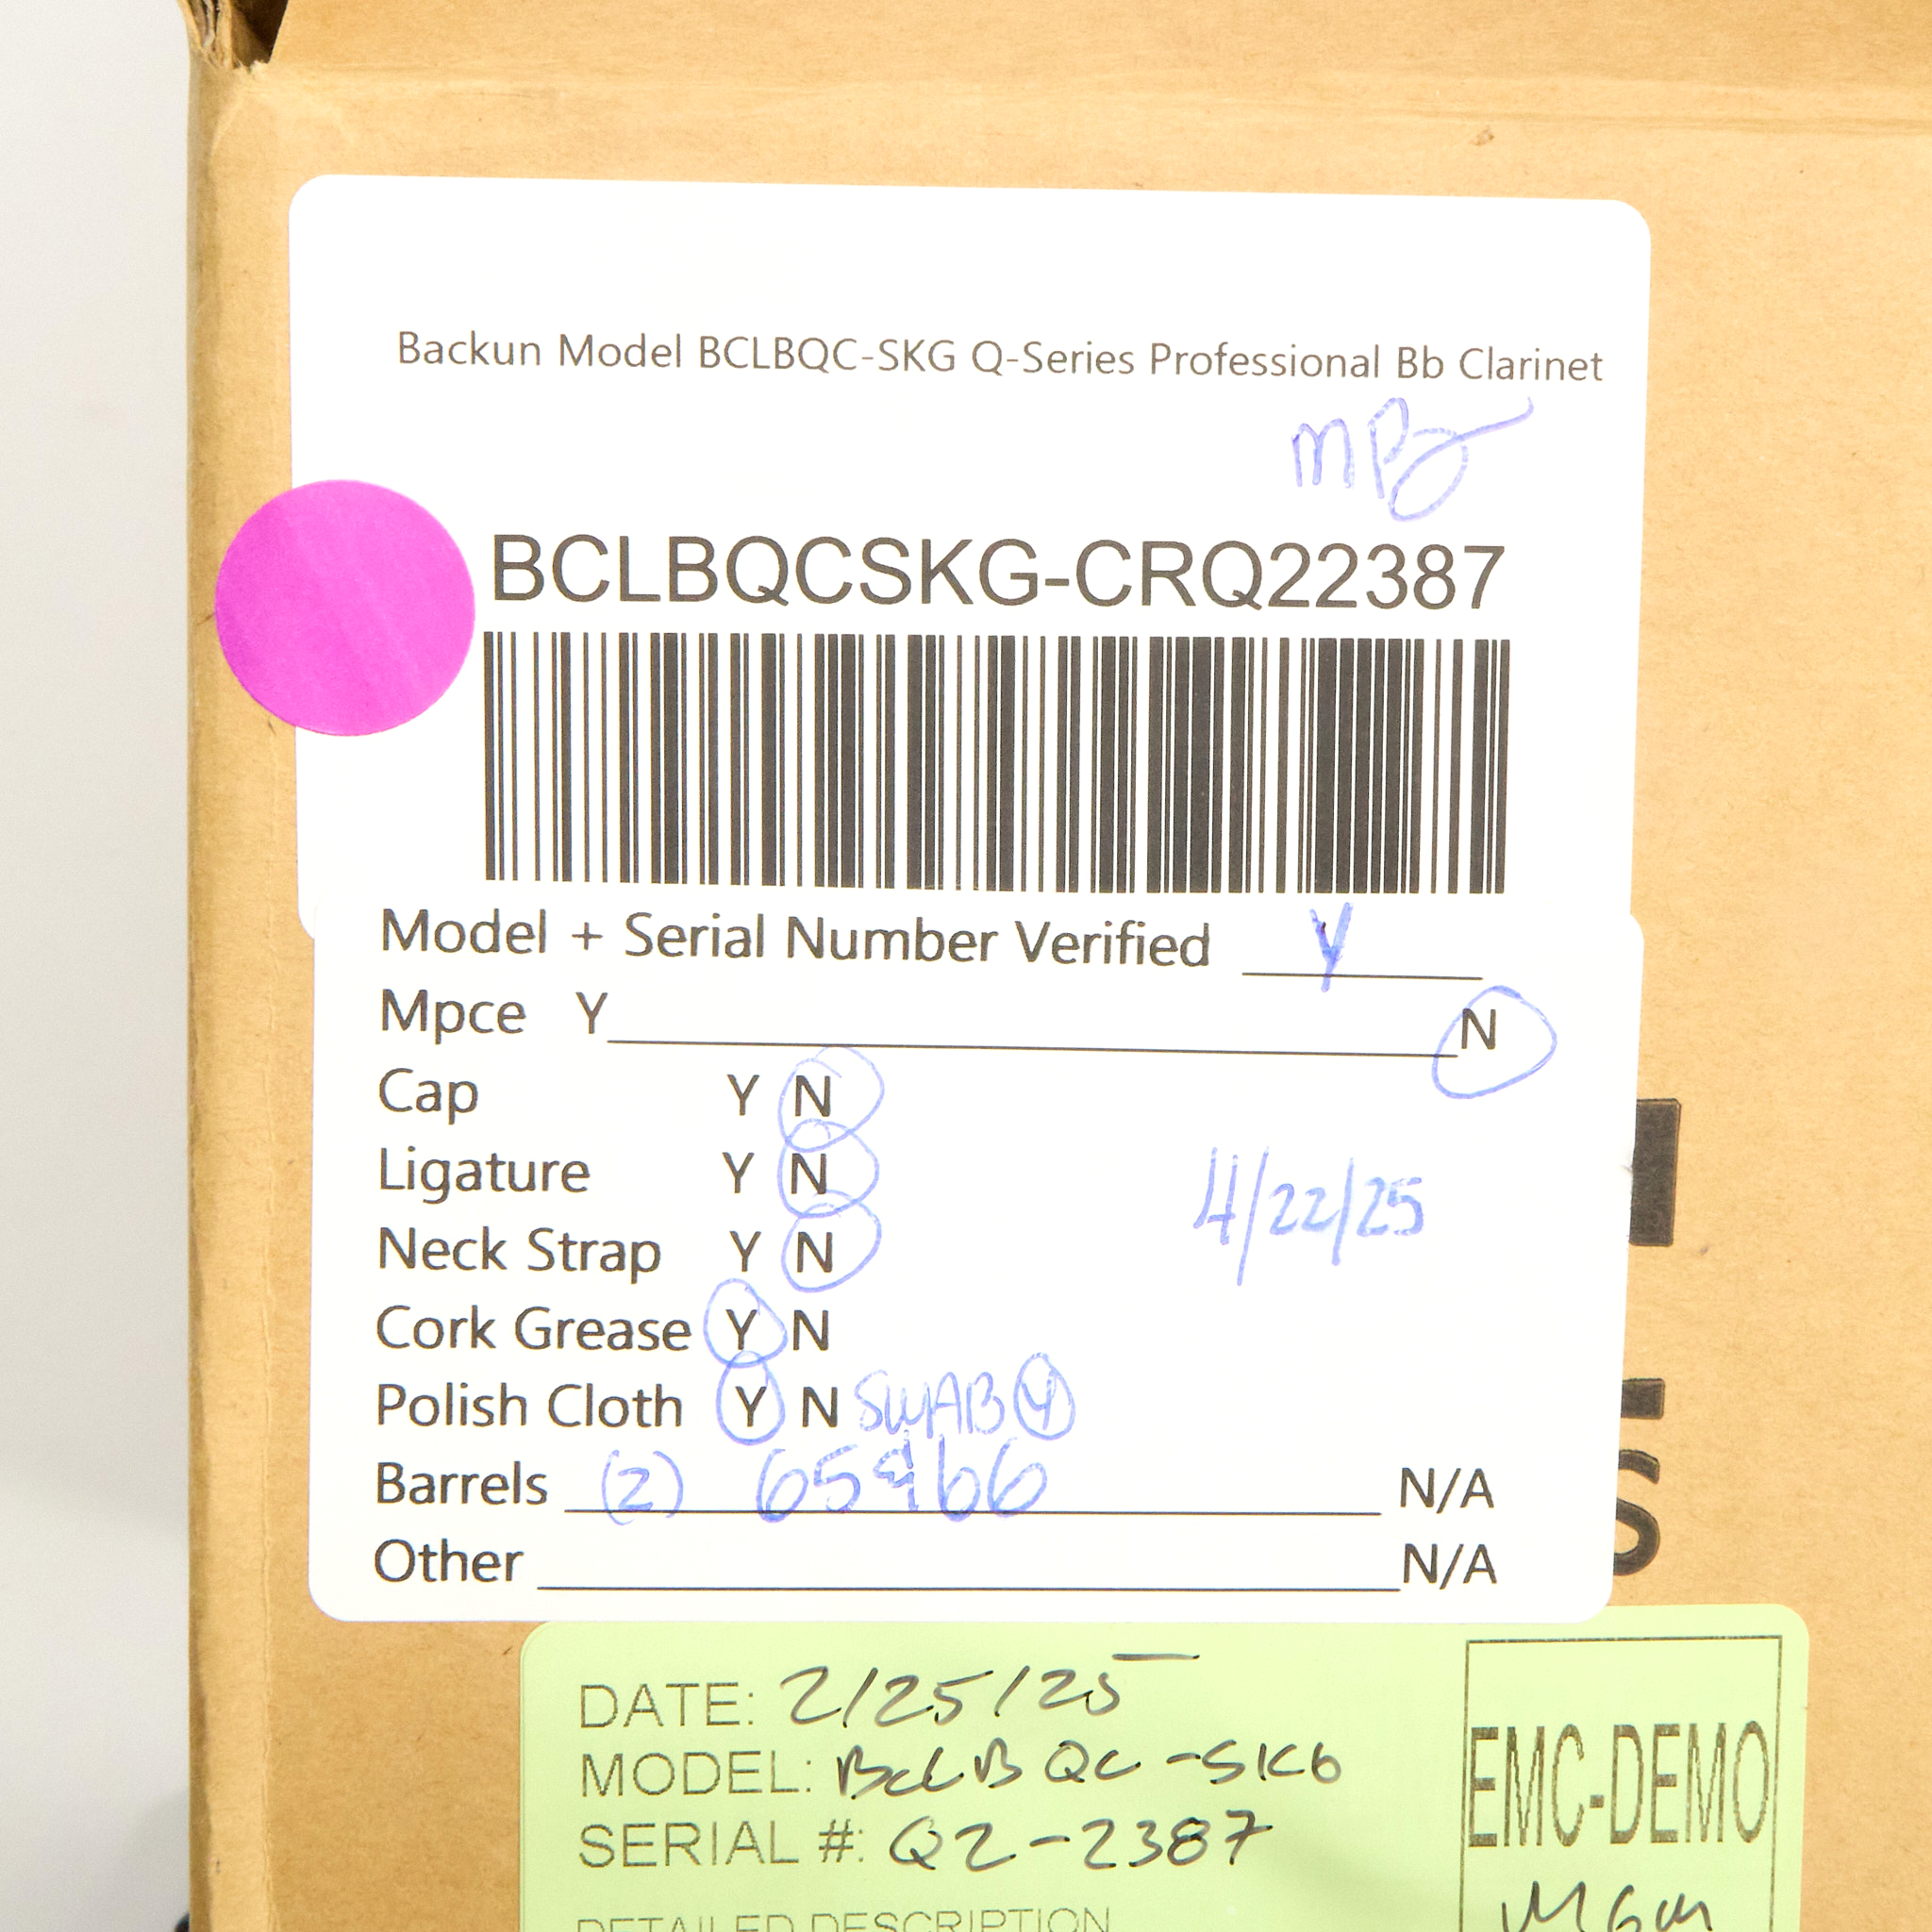 Backun Model BCLBQC-SKG Q-Series Professional Bb Clarinet
BCLBQCSKG-CRQ22387
Model + Serial Number Verified Y
Mpce Y N
Cap Y N
Ligature Y N
4/22/25
Neck Strap Y N
Cork Grease Y N
Polish Cloth Y N SWAB Y
Barrels (2) 65 & 66 N/A
Other N/A
DATE: 2/25/25
MODEL: BCLBQC-SKG
SERIAL #: Q2-2387
EMC-DEMO
DETAILED DESCRIPTION